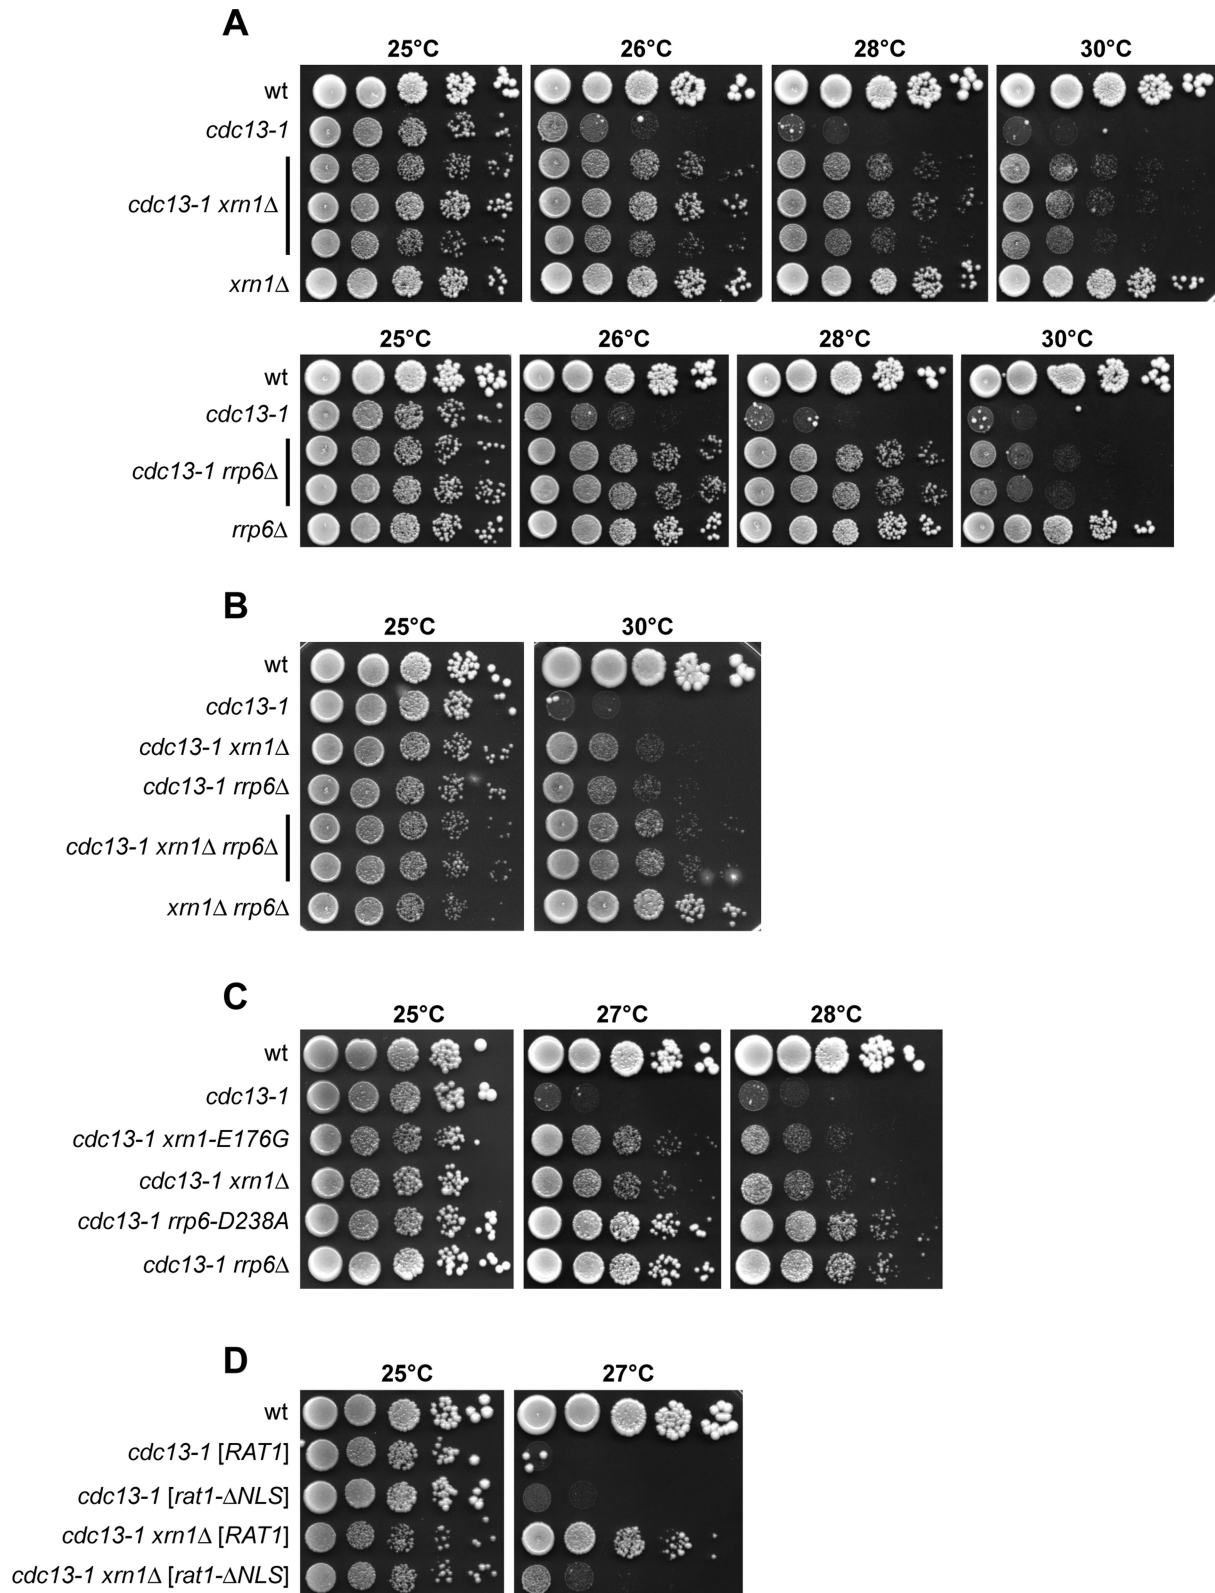 A
25°C 26°C 28°C 30°C
wt
cdc13-1
cdc13-1 xrn1Δ
xrn1Δ
25°C 26°C 28°C 30°C
wt
cdc13-1
cdc13-1 rrp6Δ
rrp6Δ
B
25°C 30°C
wt
cdc13-1
cdc13-1 xrn1Δ
cdc13-1 rrp6Δ
cdc13-1 xrn1Δ rrp6Δ
xrn1Δ rrp6Δ
C
25°C 27°C 28°C
wt
cdc13-1
cdc13-1 xrn1-E176G
cdc13-1 xrn1Δ
cdc13-1 rrp6-D238A
cdc13-1 rrp6Δ
D
25°C 27°C
wt
cdc13-1 [RAT1]
cdc13-1 [rat1-ΔNLS]
cdc13-1 xrn1Δ [RAT1]
cdc13-1 xrn1Δ [rat1-ΔNLS]